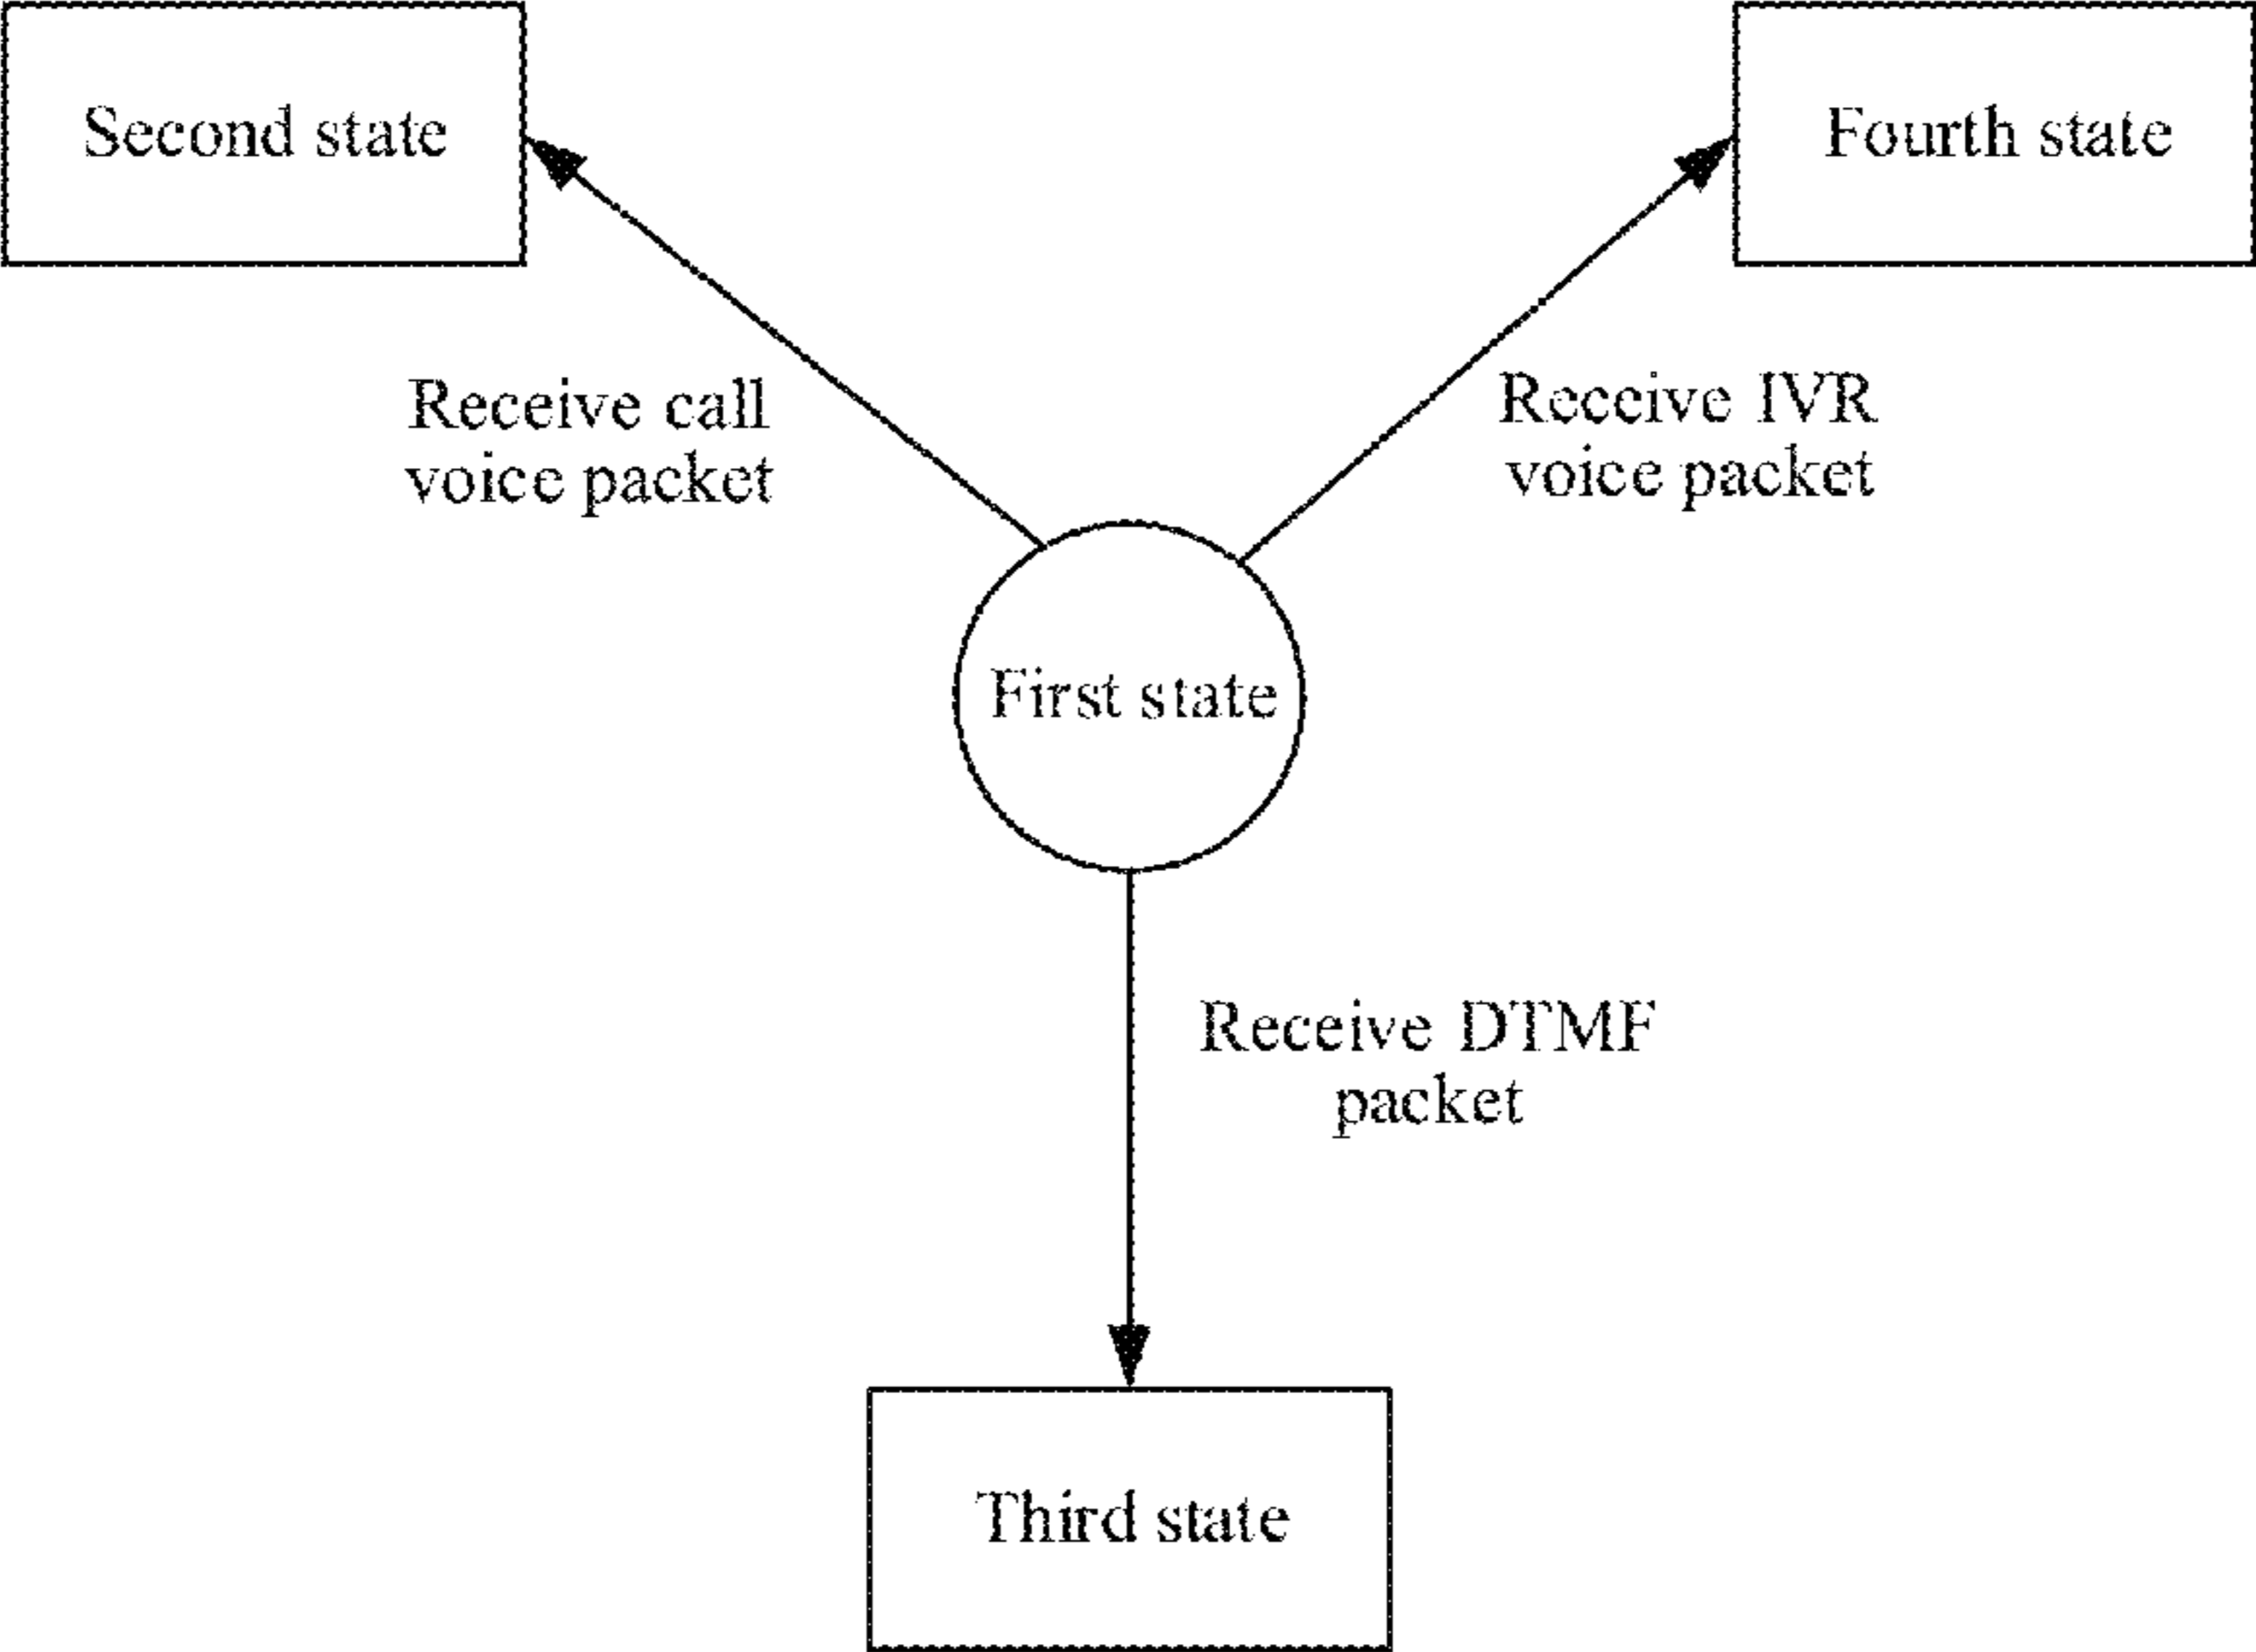 Second state
Fourth state
Receive call
voice packet
Receive IVR
voice packet
First state
Receive DTMF
packet
Third state